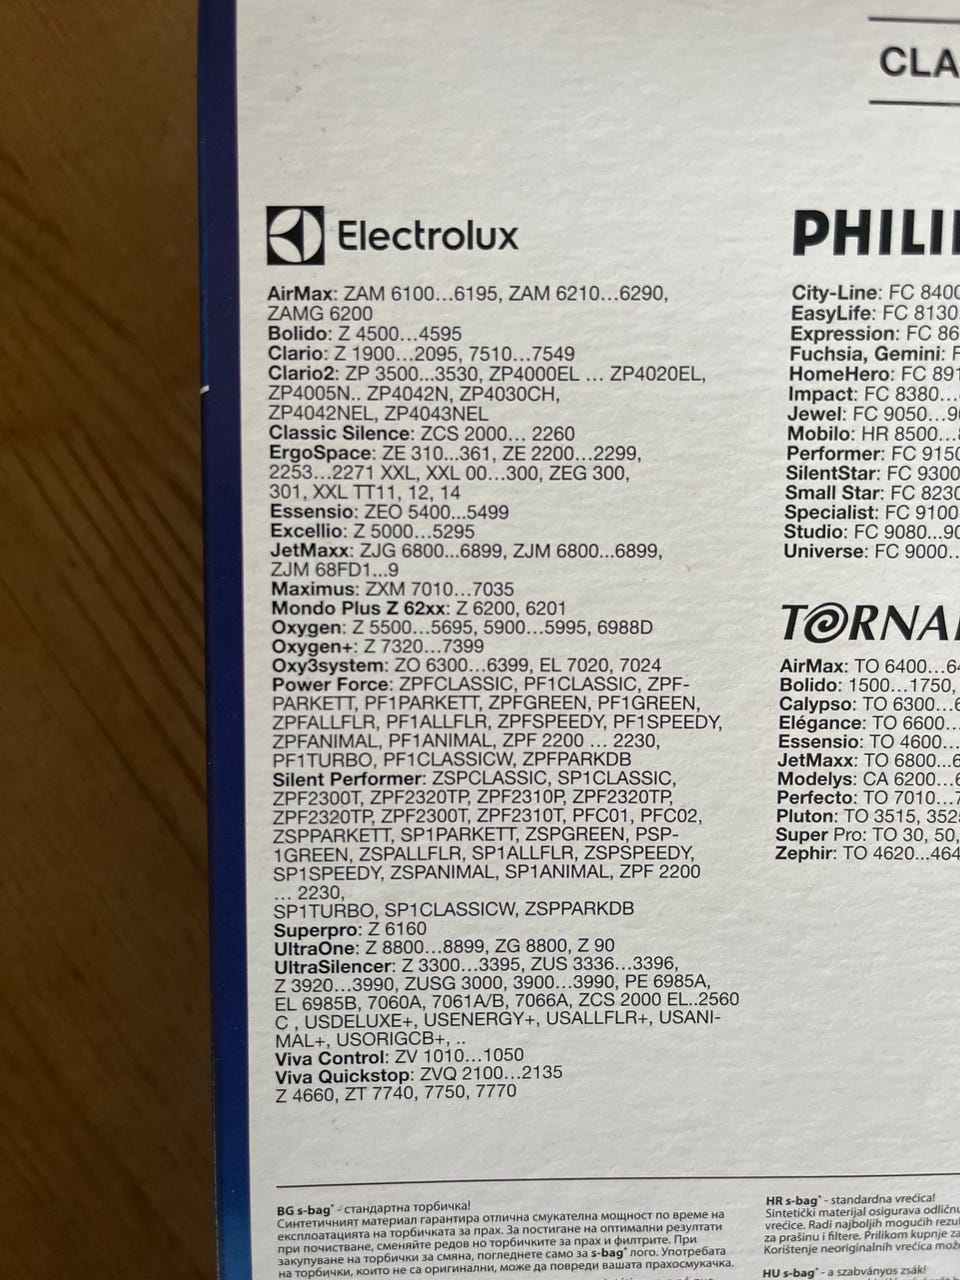 CLA
Electrolux
AirMax: ZAM 6100...6195, ZAM 6210...6290,
ZAMG 6200
Bolido: Z 4500...4595
Clario: Z 1900...2095, 7510...7549
Clario2: ZP 3500...3530, ZP4000EL ... ZP4020EL,
ZP4005N.. ZP4042N, ZP4030CH,
ZP4042NEL, ZP4043NEL
Classic Silence: ZCS 2000... 2260
ErgoSpace: ZE 310...361, ZE 2200...2299,
2253...2271 XXL, XXL 00...300, ZEG 300,
301, XXL TT11, 12, 14
Essensio: ZEO 5400...5499
Excellio: Z 5000...5295
JetMaxx: ZJG 6800...6899, ZJM 6800...6899,
ZJM 68FD1...9
Maximus: ZXM 7010...7035
Mondo Plus Z 62xx: Z 6200, 6201
Oxygen: Z 5500...5695, 5900...5995, 6988D
Oxygen+: Z 7320...7399
Oxy3system: ZO 6300...6399, EL 7020, 7024
Power Force: ZPFCLASSIC, PF1CLASSIC, ZPF-
PARKETT, PF1PARKETT, ZPFGREEN, PF1GREEN,
ZPFALLFLR, PF1ALLFLR, ZPFSPEEDY, PF1SPEEDY,
ZPFANIMAL, PF1ANIMAL, ZPF 2200 ... 2230,
PF1TURBO, PF1CLASSICW, ZPFPARKDB
Silent Performer: ZSPCLASSIC, SP1CLASSIC,
ZPF2300T, ZPF2320TP, ZPF2310P, ZPF2320TP,
ZPF2320TP, ZPF2300T, ZPF2310T, PFC01, PFC02,
ZSPPARKETT, SP1PARKETT, ZSPGREEN, PSP-
1GREEN, ZSPALLFLR, SP1ALLFLR, ZSPSPEEDY,
SP1SPEEDY, ZSPANIMAL, SP1ANIMAL, ZPF 2200
... 2230,
SP1TURBO, SP1CLASSICW, ZSPPARKDB
Superpro: Z 6160
UltraOne: Z 8800...8899, ZG 8800, Z 90
UltraSilencer: Z 3300...3395, ZUS 3336...3396,
Z 3920...3990, ZUSG 3000, 3900...3990, PE 6985A,
EL 6985B, 7060A, 7061A/B, 7066A, ZCS 2000 EL..2560
C , USDELUXE+, USENERGY+, USALLFLR+, USANI-
MAL+, USORIGCB+, ..
Viva Control: ZV 1010...1050
Viva Quickstop: ZVQ 2100...2135
Z 4660, ZT 7740, 7750, 7770
PHILI
City-Line: FC 8400
EasyLife: FC 8130
Expression: FC 86
Fuchsia, Gemini: F
HomeHero: FC 891
Impact: FC 8380...
Jewel: FC 9050...9
Mobilo: HR 8500...
Performer: FC 9150
SilentStar: FC 9300
Small Star: FC 8230
Specialist: FC 9100
Studio: FC 9080...90
Universe: FC 9000...
TORNA
AirMax: TO 6400...64
Bolido: 1500...1750,
Calypso: TO 6300...6
Elégance: TO 6600...
Essensio: TO 4600...
JetMaxx: TO 6800...6
Modelys: CA 6200...6
Perfecto: TO 7010...7
Pluton: TO 3515, 352
Super Pro: TO 30, 50,
Zephir: TO 4620...464
BG s-bag® - стандартна торбичка!
Синтетичният материал гарантира отлична смукателна мощност по време на
експлоатацията на торбичката за прах. За постигане на оптимални резултати
при почистване, сменяйте редов но торбичките за прах и филтрите. При
закупуване на торбички за смяна, погледнете само за s-bag® лого. Употребата
на торбички, които не са оригинални, може да повреди вашата прахосмукачка.
HR s-bag® - standardna vrećica!
Sintetički materijal osigurava odličnu
vrećice. Radi najboljih mogućih rezul
za prašinu i filtere. Prilikom kupnje za
Korištenje neoriginalnih vrećica mož
HU s-bag® - a szabványos zsák!